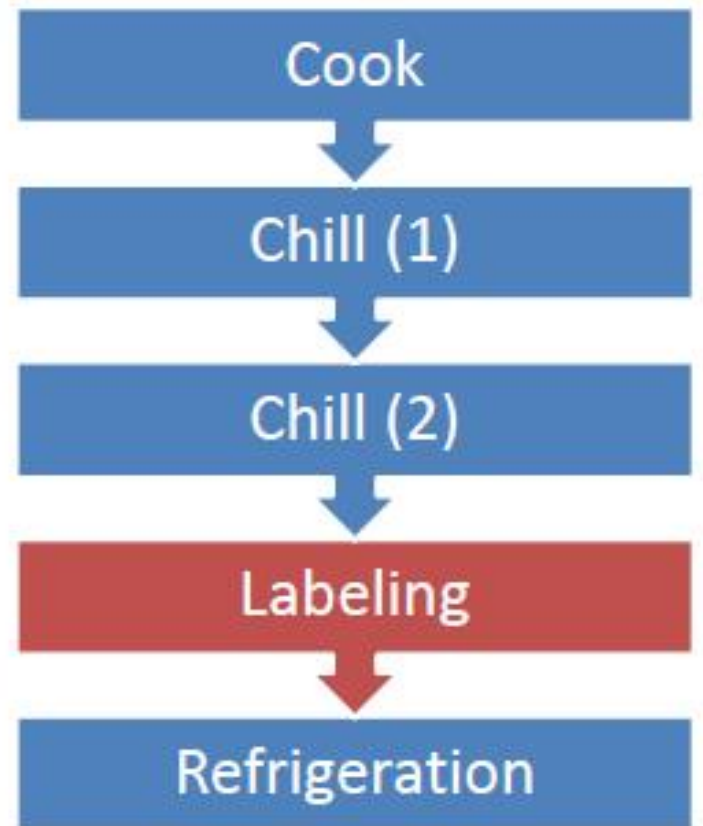 Cook
Chill (1)
Chill (2)
Labeling
Refrigeration